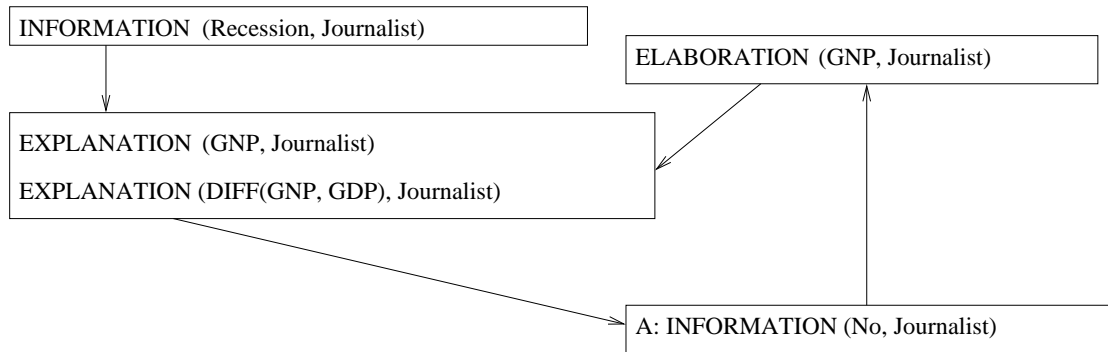 INFORMATION (Recession, Journalist)
ELABORATION (GNP, Journalist)
EXPLANATION (GNP, Journalist)
EXPLANATION (DIFF(GNP, GDP), Journalist)
A: INFORMATION (No, Journalist)